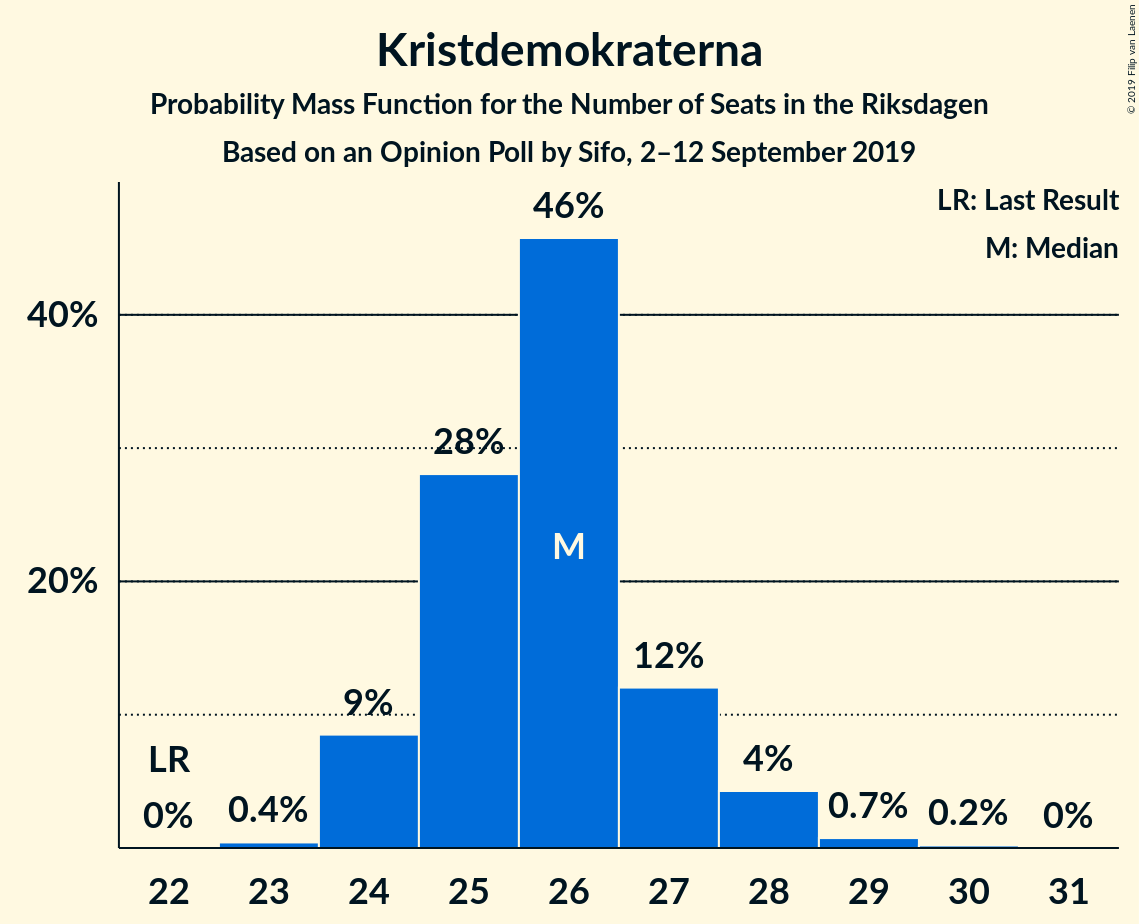 Kristdemokraterna
Probability Mass Function for the Number of Seats in the Riksdagen
Based on an Opinion Poll by Sifo, 2–12 September 2019
© 2019 Filip van Laenen
LR: Last Result
M: Median
46%
40%
28%
M
20%
12%
9%
LR
4%
0%
0.4%
0.7%
0.2%
0%
22 23 24 25 26 27 28 29 30 31